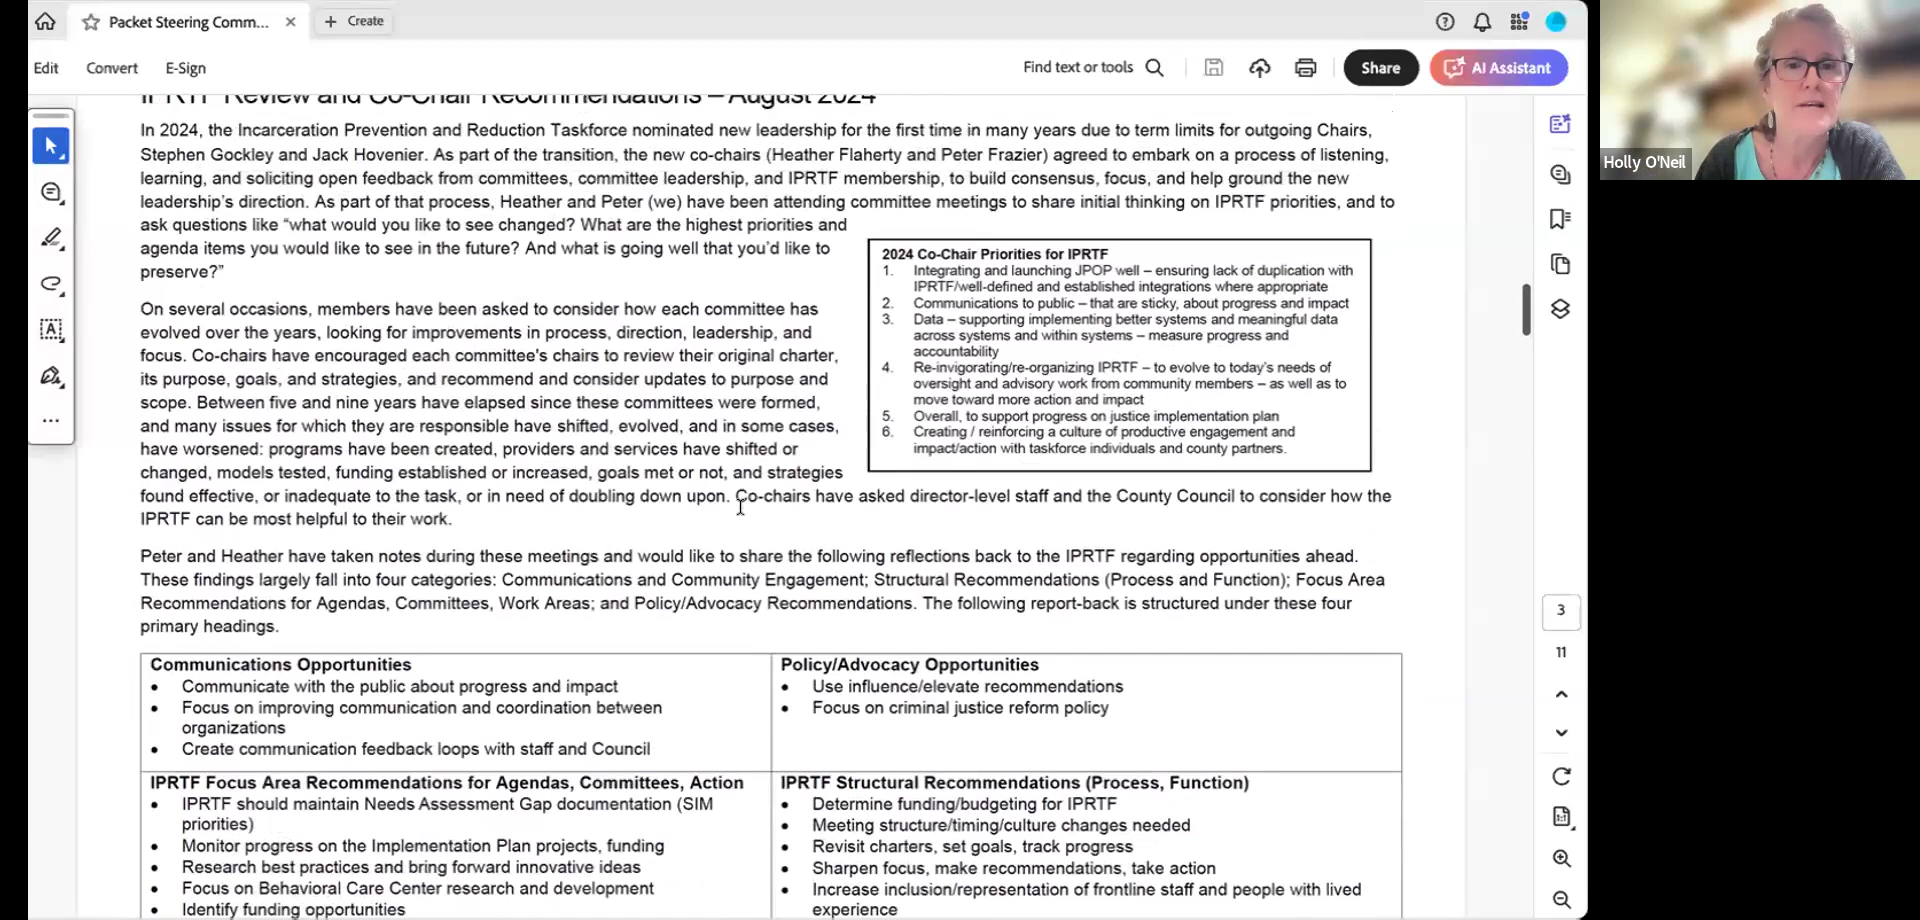 Packet Steering Comm...
Create
Edit
Convert
E-Sign
Find text or tools
Share
AI Assistant
Holly O'Neil
IPRTF Review and Co-Chair Recommendations – August 2024
In 2024, the Incarceration Prevention and Reduction Taskforce nominated new leadership for the first time in many years due to term limits for outgoing Chairs,
Stephen Gockley and Jack Hovenier. As part of the transition, the new co-chairs (Heather Flaherty and Peter Frazier) agreed to embark on a process of listening,
learning, and soliciting open feedback from committees, committee leadership, and IPRTF membership, to build consensus, focus, and help ground the new
leadership's direction. As part of that process, Heather and Peter (we) have been attending committee meetings to share initial thinking on IPRTF priorities, and to
ask questions like “what would you like to see changed? What are the highest priorities and
agenda items you would like to see in the future? And what is going well that you'd like to
preserve?”
On several occasions, members have been asked to consider how each committee has
evolved over the years, looking for improvements in process, direction, leadership, and
focus. Co-chairs have encouraged each committee's chairs to review their original charter,
its purpose, goals, and strategies, and recommend and consider updates to purpose and
scope. Between five and nine years have elapsed since these committees were formed,
and many issues for which they are responsible have shifted, evolved, and in some cases,
have worsened: programs have been created, providers and services have shifted or
changed, models tested, funding established or increased, goals met or not, and strategies
found effective, or inadequate to the task, or in need of doubling down upon. Co-chairs have asked director-level staff and the County Council to consider how the
IPRTF can be most helpful to their work.
2024 Co-Chair Priorities for IPRTF
1. Integrating and launching JPOP well – ensuring lack of duplication with
IPRTF/well-defined and established integrations where appropriate
2. Communications to public – that are sticky, about progress and impact
3. Data – supporting implementing better systems and meaningful data
across systems and within systems – measure progress and
accountability
4. Re-invigorating/re-organizing IPRTF – to evolve to today's needs of
oversight and advisory work from community members – as well as to
move toward more action and impact
5. Overall, to support progress on justice implementation plan
6. Creating / reinforcing a culture of productive engagement and
impact/action with taskforce individuals and county partners.
Peter and Heather have taken notes during these meetings and would like to share the following reflections back to the IPRTF regarding opportunities ahead.
These findings largely fall into four categories: Communications and Community Engagement; Structural Recommendations (Process and Function); Focus Area
Recommendations for Agendas, Committees, Work Areas; and Policy/Advocacy Recommendations. The following report-back is structured under these four
primary headings.
Communications Opportunities
• Communicate with the public about progress and impact
• Focus on improving communication and coordination between
organizations
• Create communication feedback loops with staff and Council
Policy/Advocacy Opportunities
• Use influence/elevate recommendations
• Focus on criminal justice reform policy
IPRTF Focus Area Recommendations for Agendas, Committees, Action
• IPRTF should maintain Needs Assessment Gap documentation (SIM
priorities)
• Monitor progress on the Implementation Plan projects, funding
• Research best practices and bring forward innovative ideas
• Focus on Behavioral Care Center research and development
• Identify funding opportunities
IPRTF Structural Recommendations (Process, Function)
• Determine funding/budgeting for IPRTF
• Meeting structure/timing/culture changes needed
• Revisit charters, set goals, track progress
• Sharpen focus, make recommendations, take action
• Increase inclusion/representation of frontline staff and people with lived
experience
3
11